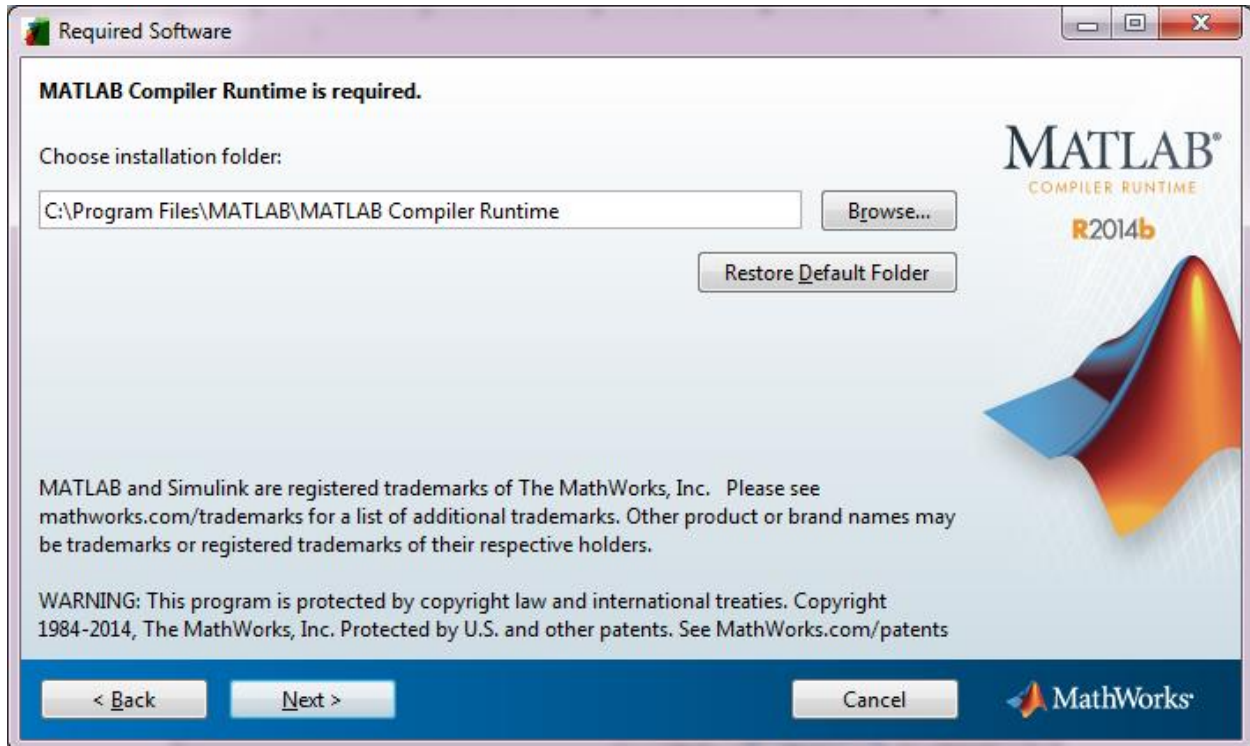 Required Software
MATLAB Compiler Runtime is required.
Choose installation folder:
C:\Program Files\MATLAB\MATLAB Compiler Runtime
Browse...
Restore Default Folder
MATLAB®
COMPILER RUNTIME
R2014b
MATLAB and Simulink are registered trademarks of The MathWorks, Inc.   Please see
mathworks.com/trademarks for a list of additional trademarks. Other product or brand names may
be trademarks or registered trademarks of their respective holders.
WARNING: This program is protected by copyright law and international treaties. Copyright
1984-2014, The MathWorks, Inc. Protected by U.S. and other patents. See MathWorks.com/patents
< Back
Next >
Cancel
MathWorks®